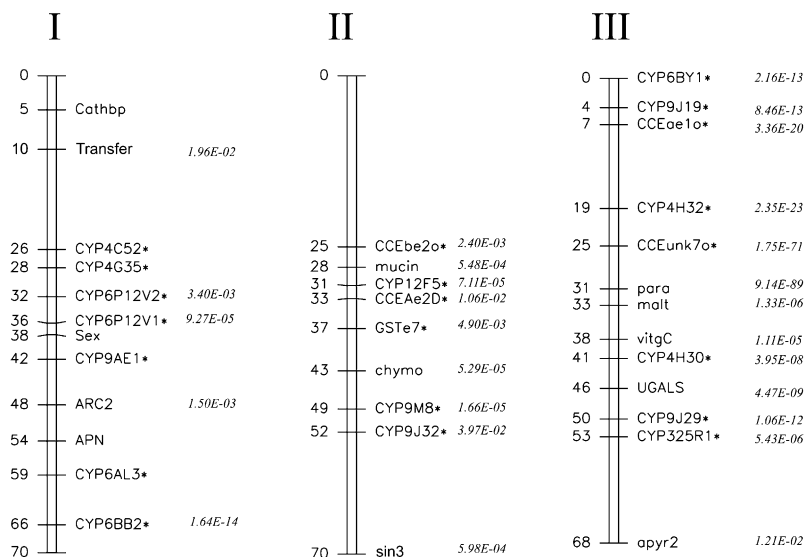 I
0
5 Cathbp
10 Transfer 1.96E-02
26 CYP4C52*
28 CYP4G35*
32 CYP6P12V2* 3.40E-03
36 CYP6P12V1* 9.27E-05
38 Sex
42 CYP9AE1*
48 ARC2 1.50E-03
54 APN
59 CYP6AL3*
66 CYP6BB2* 1.64E-14
70
II
0
25 CCEbe2o* 2.40E-03
28 mucin 5.48E-04
31 CYP12F5* 7.11E-05
33 CCEAe2D* 1.06E-02
37 GSTe7* 4.90E-03
43 chymo 5.29E-05
49 CYP9M8* 1.66E-05
52 CYP9J32* 3.97E-02
70 sin3 5.98E-04
III
0 CYP6BY1* 2.16E-13
4 CYP9J19* 8.46E-13
7 CCEae1o* 3.36E-20
19 CYP4H32* 2.35E-23
25 CCEunk7o* 1.75E-71
31 para 9.14E-89
33 malt 1.33E-06
38 vitgC 1.11E-05
41 CYP4H30* 3.95E-08
46 UGALS 4.47E-09
50 CYP9J29* 1.06E-12
53 CYP325R1* 5.43E-06
68 apyr2 1.21E-02